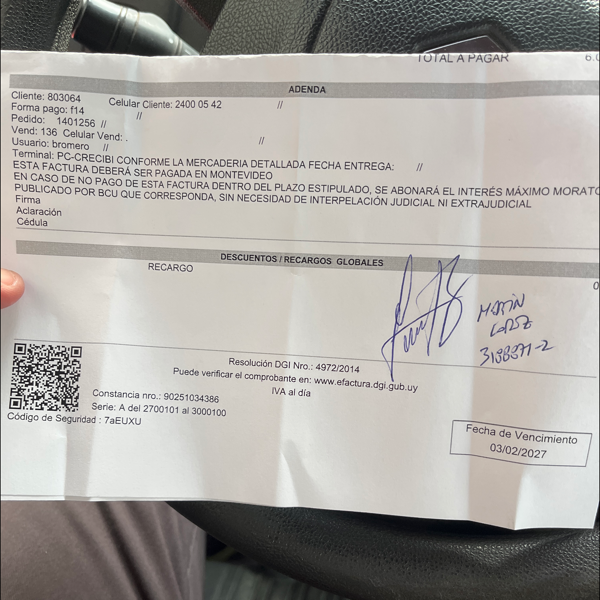 TOTAL A PAGAR 6.0
ADENDA
Cliente: 803064 Celular Cliente: 2400 05 42 //
Forma pago: f14 //
Pedido: 1401256 //
Vend: 136 Celular Vend: . //
Usuario: bromero //
Terminal: PC-CRECIBI CONFORME LA MERCADERIA DETALLADA FECHA ENTREGA: //
ESTA FACTURA DEBERÁ SER PAGADA EN MONTEVIDEO
EN CASO DE NO PAGO DE ESTA FACTURA DENTRO DEL PLAZO ESTIPULADO, SE ABONARÁ EL INTERÉS MÁXIMO MORATO
PUBLICADO POR BCU QUE CORRESPONDA, SIN NECESIDAD DE INTERPELACIÓN JUDICIAL NI EXTRAJUDICIAL
Firma
Aclaración
Cédula
DESCUENTOS / RECARGOS GLOBALES
RECARGO 0
MARTIN
LOPEZ
Resolución DGI Nro.: 4972/2014
Puede verificar el comprobante en: www.efactura.dgi.gub.uy
IVA al día
Constancia nro.: 90251034386
Serie: A del 2700101 al 3000100
Código de Seguridad : 7aEUXU
Fecha de Vencimiento
03/02/2027